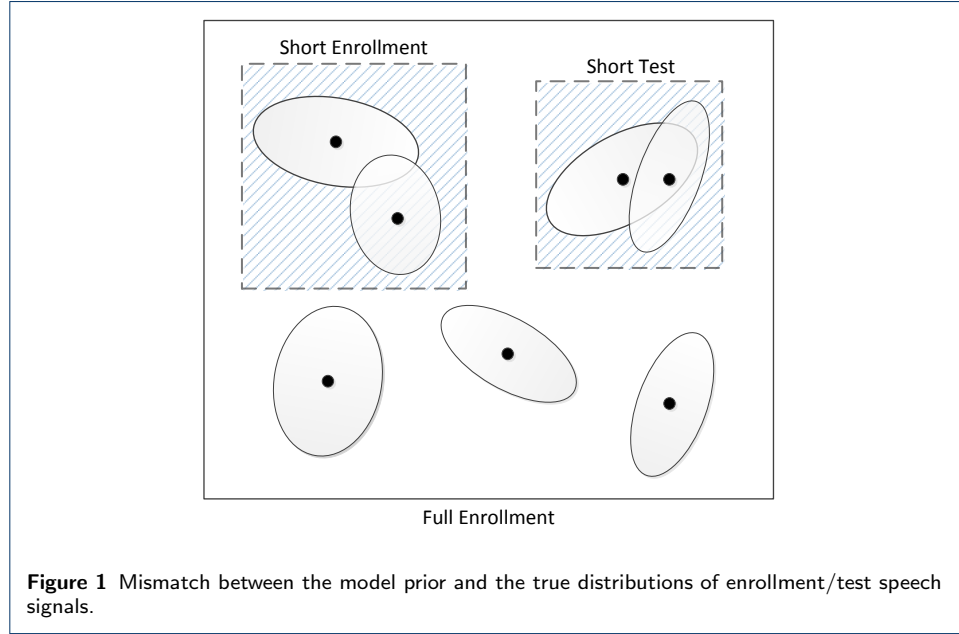 Short Enrollment
Short Test
Full Enrollment
Figure 1 Mismatch between the model prior and the true distributions of enrollment/test speech
signals.